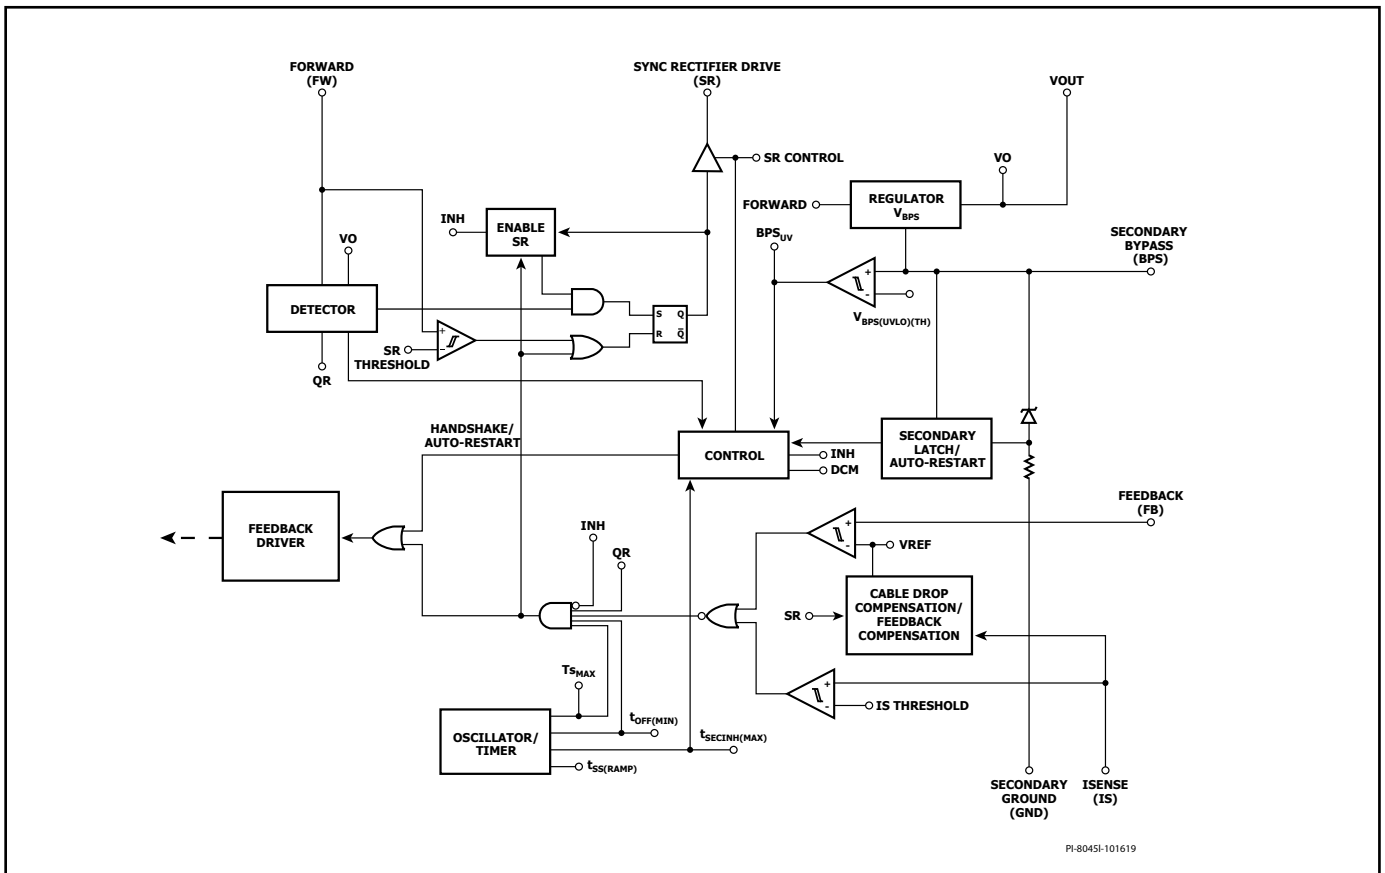 FORWARD
(FW)
SYNC RECTIFIER DRIVE
(SR)
VOUT
SR CONTROL
VO
REGULATOR
VBPS
FORWARD
INH
ENABLE
SR
BPSUV
SECONDARY
BYPASS
(BPS)
VO
+
-
VBPS(UVLO)(TH)
DETECTOR
S Q
R Q̅
+
−
SR
THRESHOLD
QR
HANDSHAKE/
AUTO-RESTART
CONTROL
INH
DCM
SECONDARY
LATCH/
AUTO-RESTART
FEEDBACK
(FB)
FEEDBACK
DRIVER
INH
QR
+
-
VREF
CABLE DROP
COMPENSATION/
FEEDBACK
COMPENSATION
SR
TsMAX
+
-
IS THRESHOLD
OSCILLATOR/
TIMER
tOFF(MIN)
tSECINH(MAX)
tSS(RAMP)
SECONDARY
GROUND
(GND)
ISENSE
(IS)
PI-8045l-101619